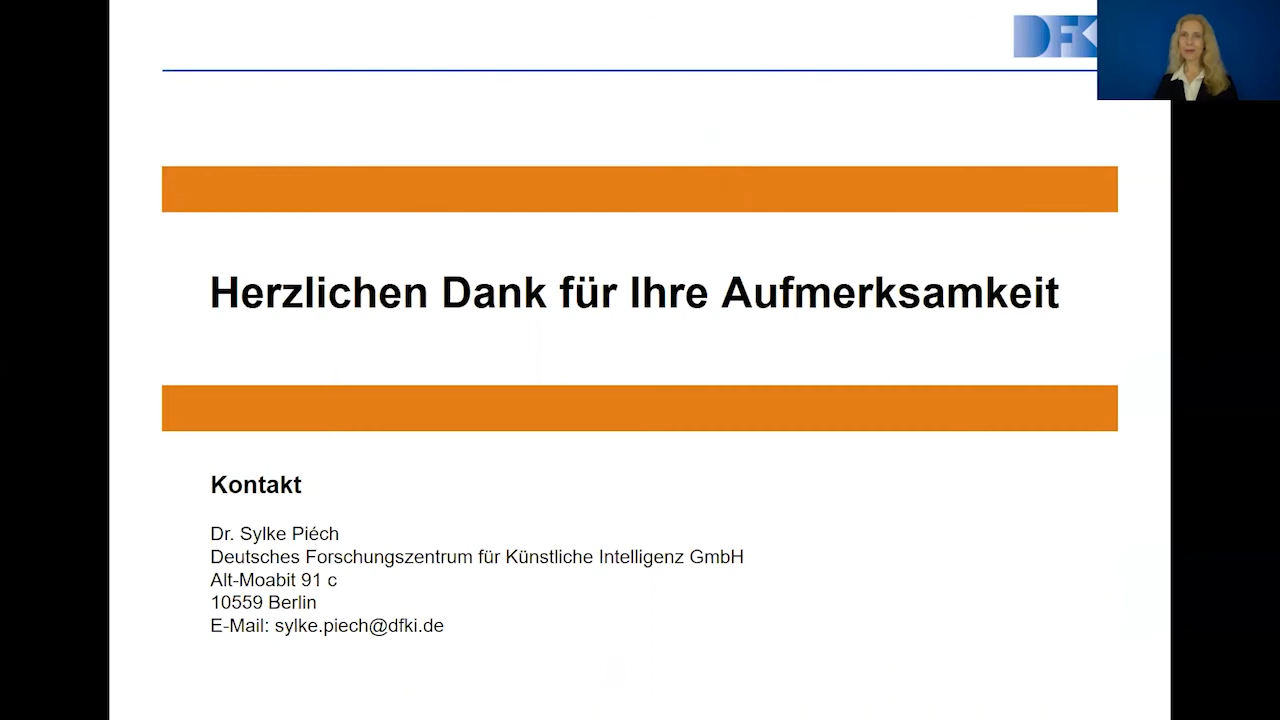 DFK
Herzlichen Dank für Ihre Aufmerksamkeit
Kontakt
Dr. Sylke Piéch
Deutsches Forschungszentrum für Künstliche Intelligenz GmbH
Alt-Moabit 91 c
10559 Berlin
E-Mail: sylke.piech@dfki.de